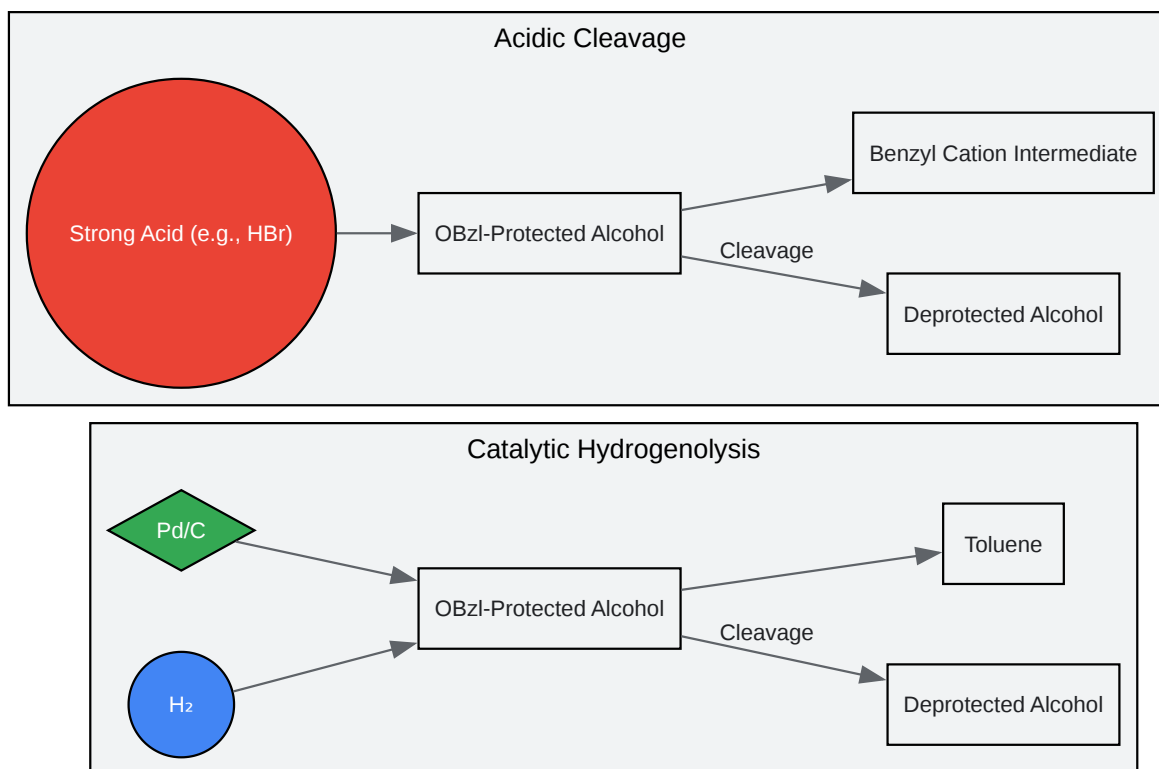 Acidic Cleavage
Strong Acid (e.g., HBr)
OBzl-Protected Alcohol
Benzyl Cation Intermediate
Cleavage
Deprotected Alcohol
Catalytic Hydrogenolysis
Pd/C
H₂
OBzl-Protected Alcohol
Toluene
Cleavage
Deprotected Alcohol